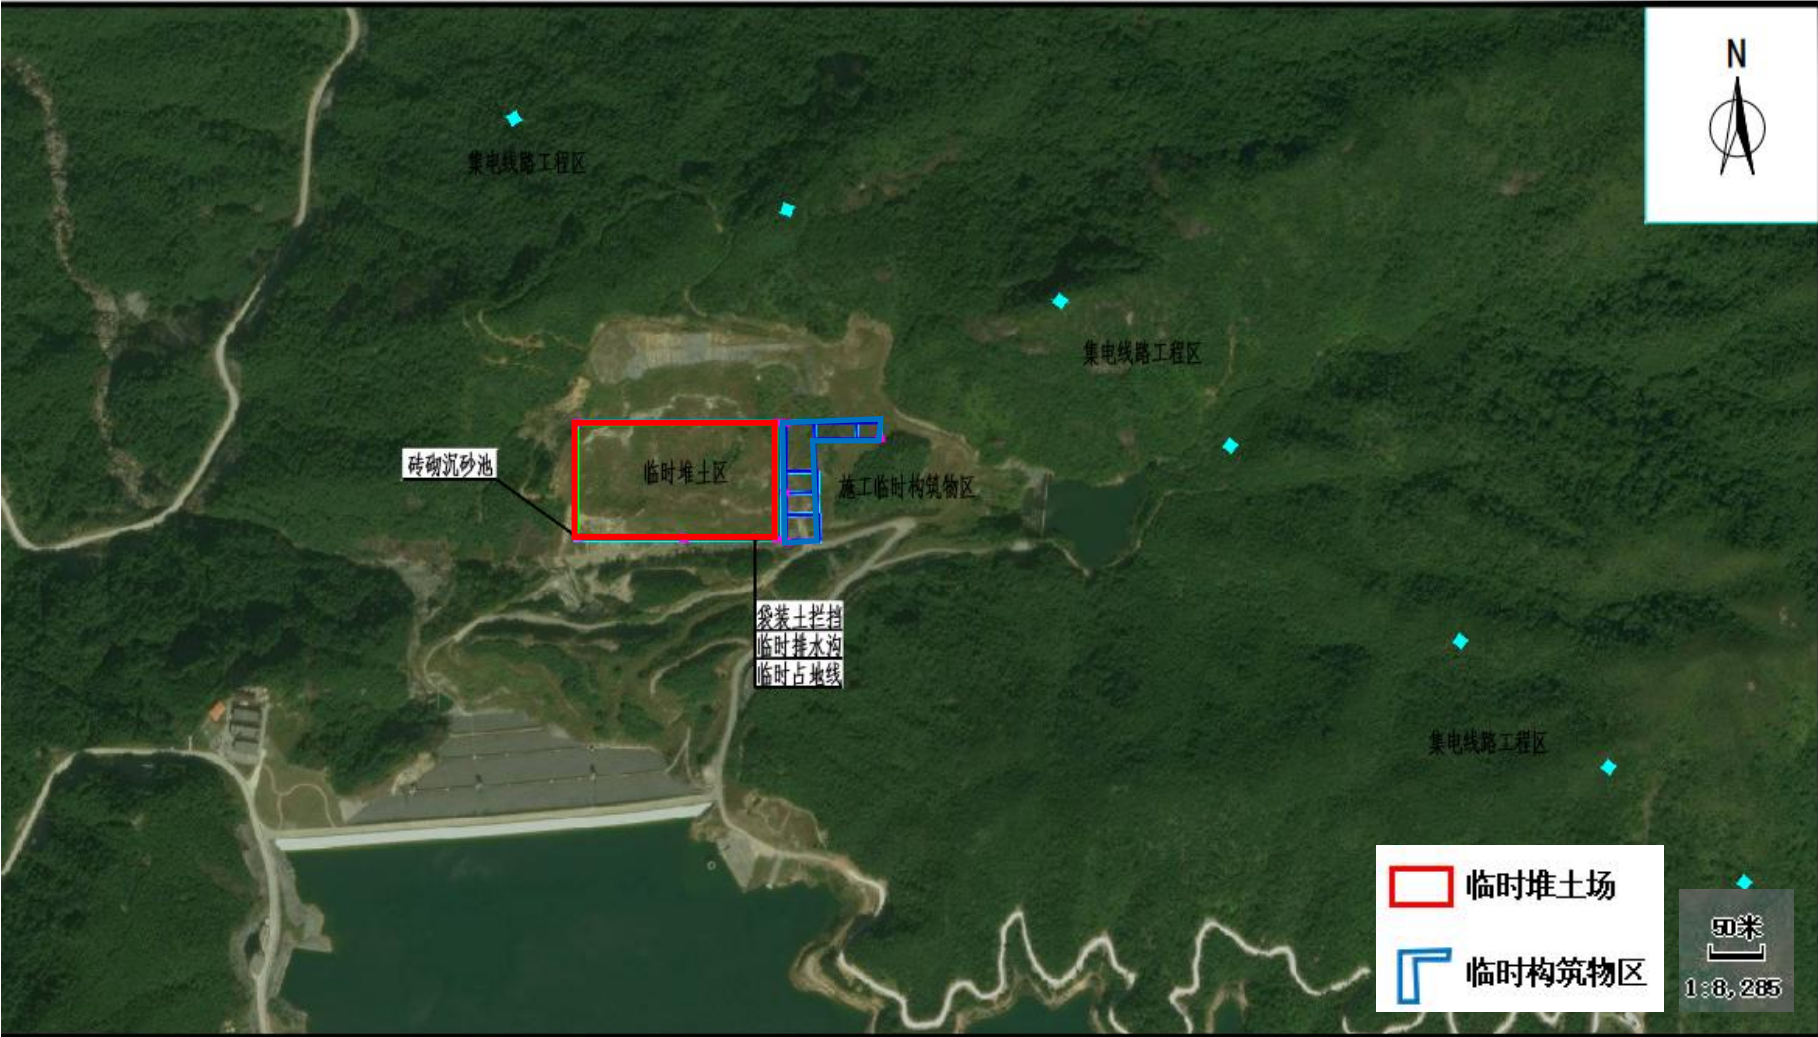 N
集电线路工程区
集电线路工程区
砖砌沉砂池
临时堆土区
施工临时构筑物区
袋装土拦挡
临时排水沟
临时占地线
集电线路工程区
临时堆土场
临时构筑物区
50米
1:8,285